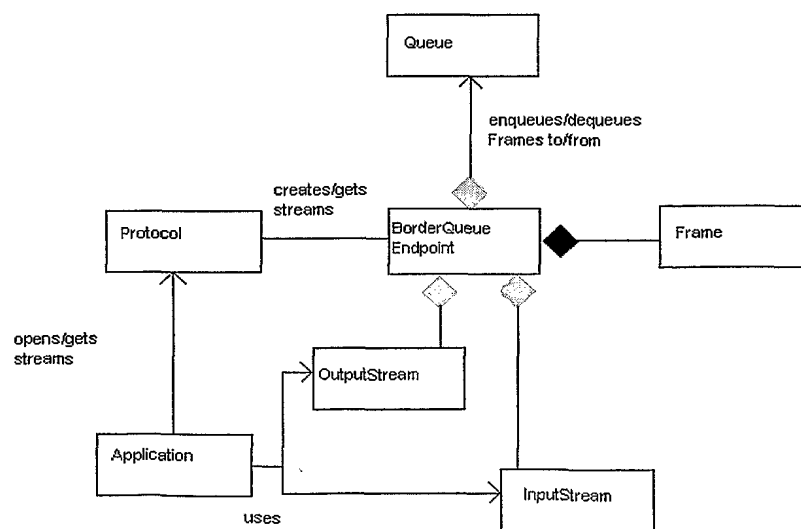 Queue
enqueues/dequeues
Frames to/from
creates/gets
streams
Protocol
BorderQueue
Endpoint
Frame
opens/gets
streams
OutputStream
Application
InputStream
uses